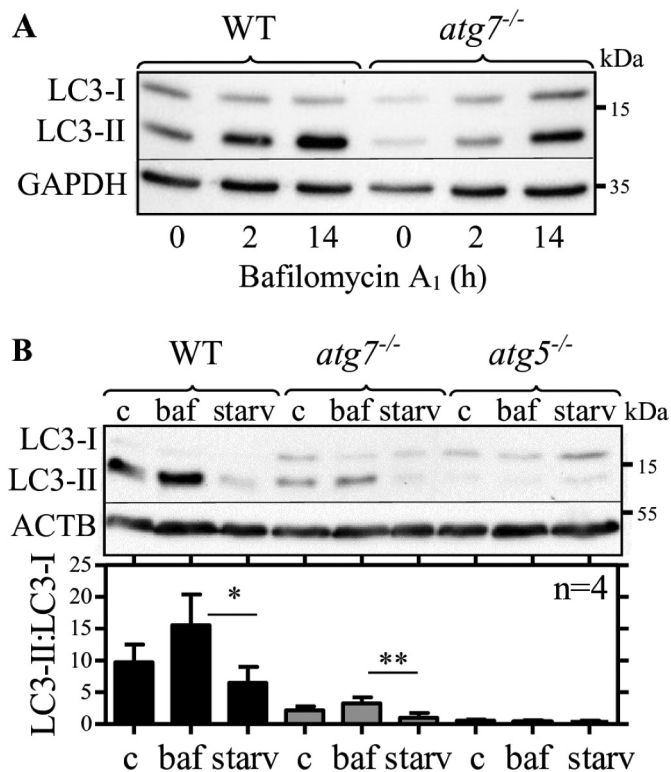 A
WT atg7-/-
kDa
LC3-I
15
LC3-II
GAPDH
35
0 2 14 0 2 14
Bafilomycin A1 (h)
B
WT atg7-/- atg5-/-
c baf starv c baf starv c baf starv kDa
LC3-I
15
LC3-II
55
ACTB
LC3-II:LC3-I
25
n=4
20
* 
15
**
10
5
0
c baf starv c baf starv c baf starv